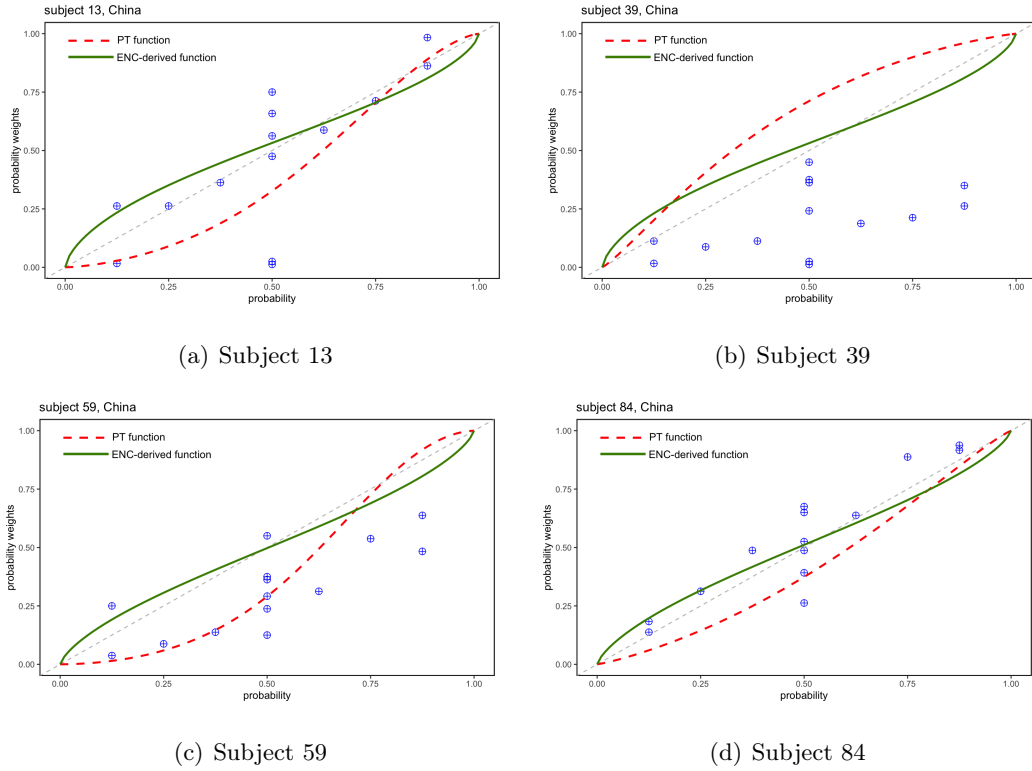 subject 13, China
PT function
ENC-derived function
1.00
0.75
0.50
0.25
0.00
probability weights
0.00 0.25 0.50 0.75 1.00
probability
(a) Subject 13
subject 39, China
PT function
ENC-derived function
1.00
0.75
0.50
0.25
0.00
probability weights
0.00 0.25 0.50 0.75 1.00
probability
(b) Subject 39
subject 59, China
PT function
ENC-derived function
1.00
0.75
0.50
0.25
0.00
probability weights
0.00 0.25 0.50 0.75 1.00
probability
(c) Subject 59
subject 84, China
PT function
ENC-derived function
1.00
0.75
0.50
0.25
0.00
probability weights
0.00 0.25 0.50 0.75 1.00
probability
(d) Subject 84